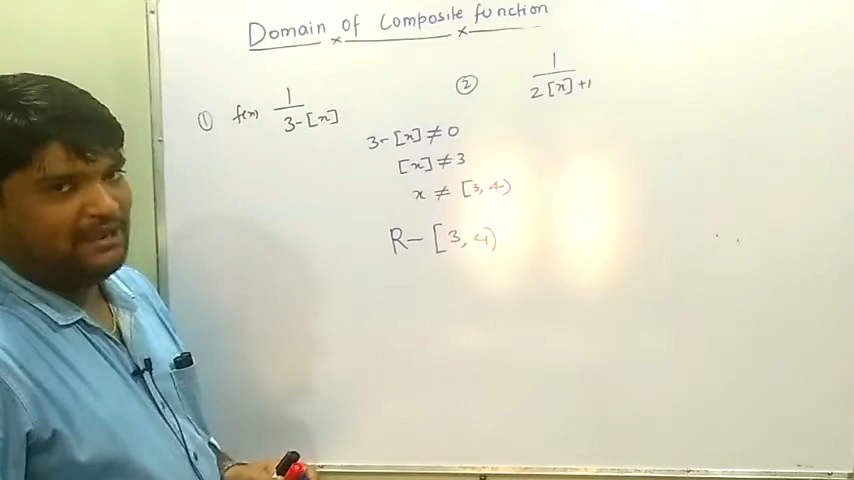 Domain of Composite function
① f(x) 1/3-[x]
② 1/2[x]+1
3-[x]≠0
[x]≠3
x ≠ [3,4)
R-[3,4)